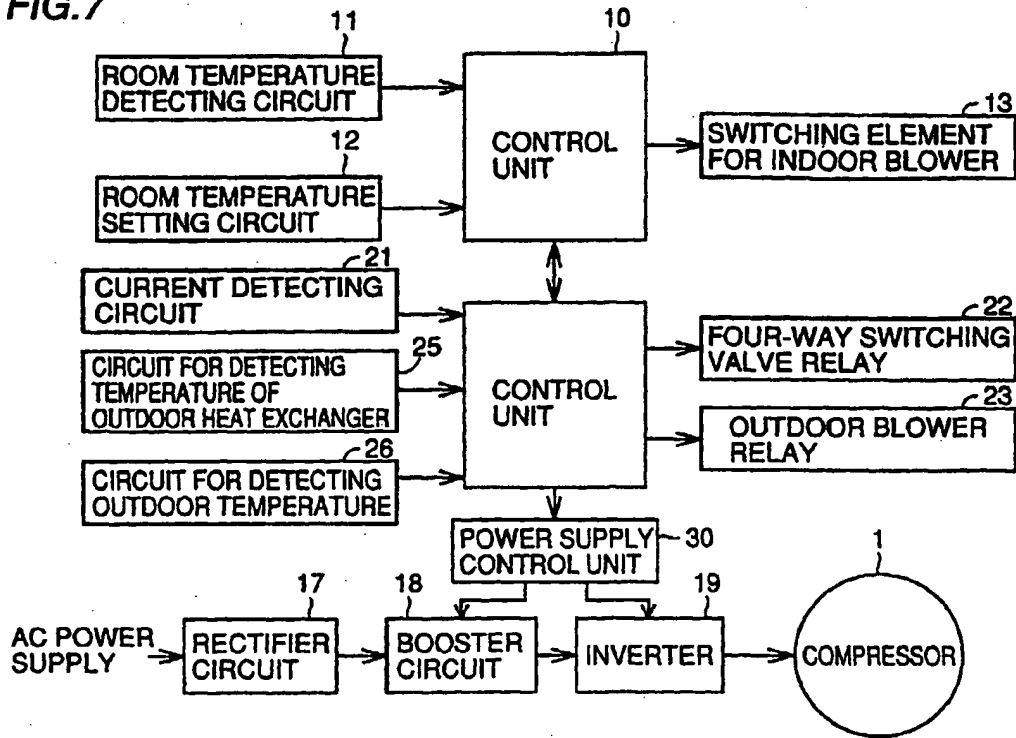 FIG.7
11
ROOM TEMPERATURE
DETECTING CIRCUIT
12
ROOM TEMPERATURE
SETTING CIRCUIT
10
CONTROL
UNIT
13
SWITCHING ELEMENT
FOR INDOOR BLOWER
21
CURRENT DETECTING
CIRCUIT
25
CIRCUIT FOR DETECTING
TEMPERATURE OF
OUTDOOR HEAT EXCHANGER
26
CIRCUIT FOR DETECTING
OUTDOOR TEMPERATURE
CONTROL
UNIT
22
FOUR-WAY SWITCHING
VALVE RELAY
23
OUTDOOR BLOWER
RELAY
POWER SUPPLY
CONTROL UNIT
30
AC POWER
SUPPLY
17
RECTIFIER
CIRCUIT
18
BOOSTER
CIRCUIT
19
INVERTER
1
COMPRESSOR